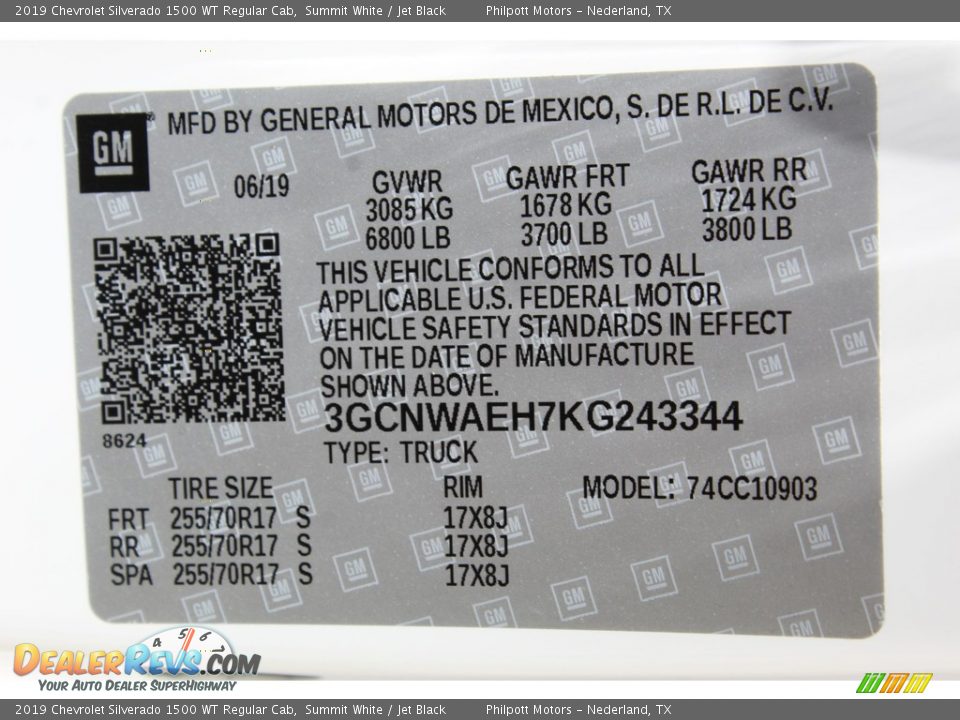 2019 Chevrolet Silverado 1500 WT Regular Cab, Summit White / Jet Black Philpott Motors – Nederland, TX
GM® MFD BY GENERAL MOTORS DE MEXICO, S. DE R.L. DE C.V.
06/19 GVWR GAWR FRT GAWR RR
3085 KG 1678 KG 1724 KG
6800 LB 3700 LB 3800 LB
THIS VEHICLE CONFORMS TO ALL
APPLICABLE U.S. FEDERAL MOTOR
VEHICLE SAFETY STANDARDS IN EFFECT
ON THE DATE OF MANUFACTURE
SHOWN ABOVE.
3GCNWAEH7KG243344
8624
TYPE: TRUCK
TIRE SIZE RIM MODEL: 74CC10903
FRT 255/70R17 S 17X8J
RR 255/70R17 S 17X8J
SPA 255/70R17 S 17X8J
4 5 6
DEALERREVS.COM
YOUR AUTO DEALER SUPERHIGHWAY
2019 Chevrolet Silverado 1500 WT Regular Cab, Summit White / Jet Black Philpott Motors – Nederland, TX